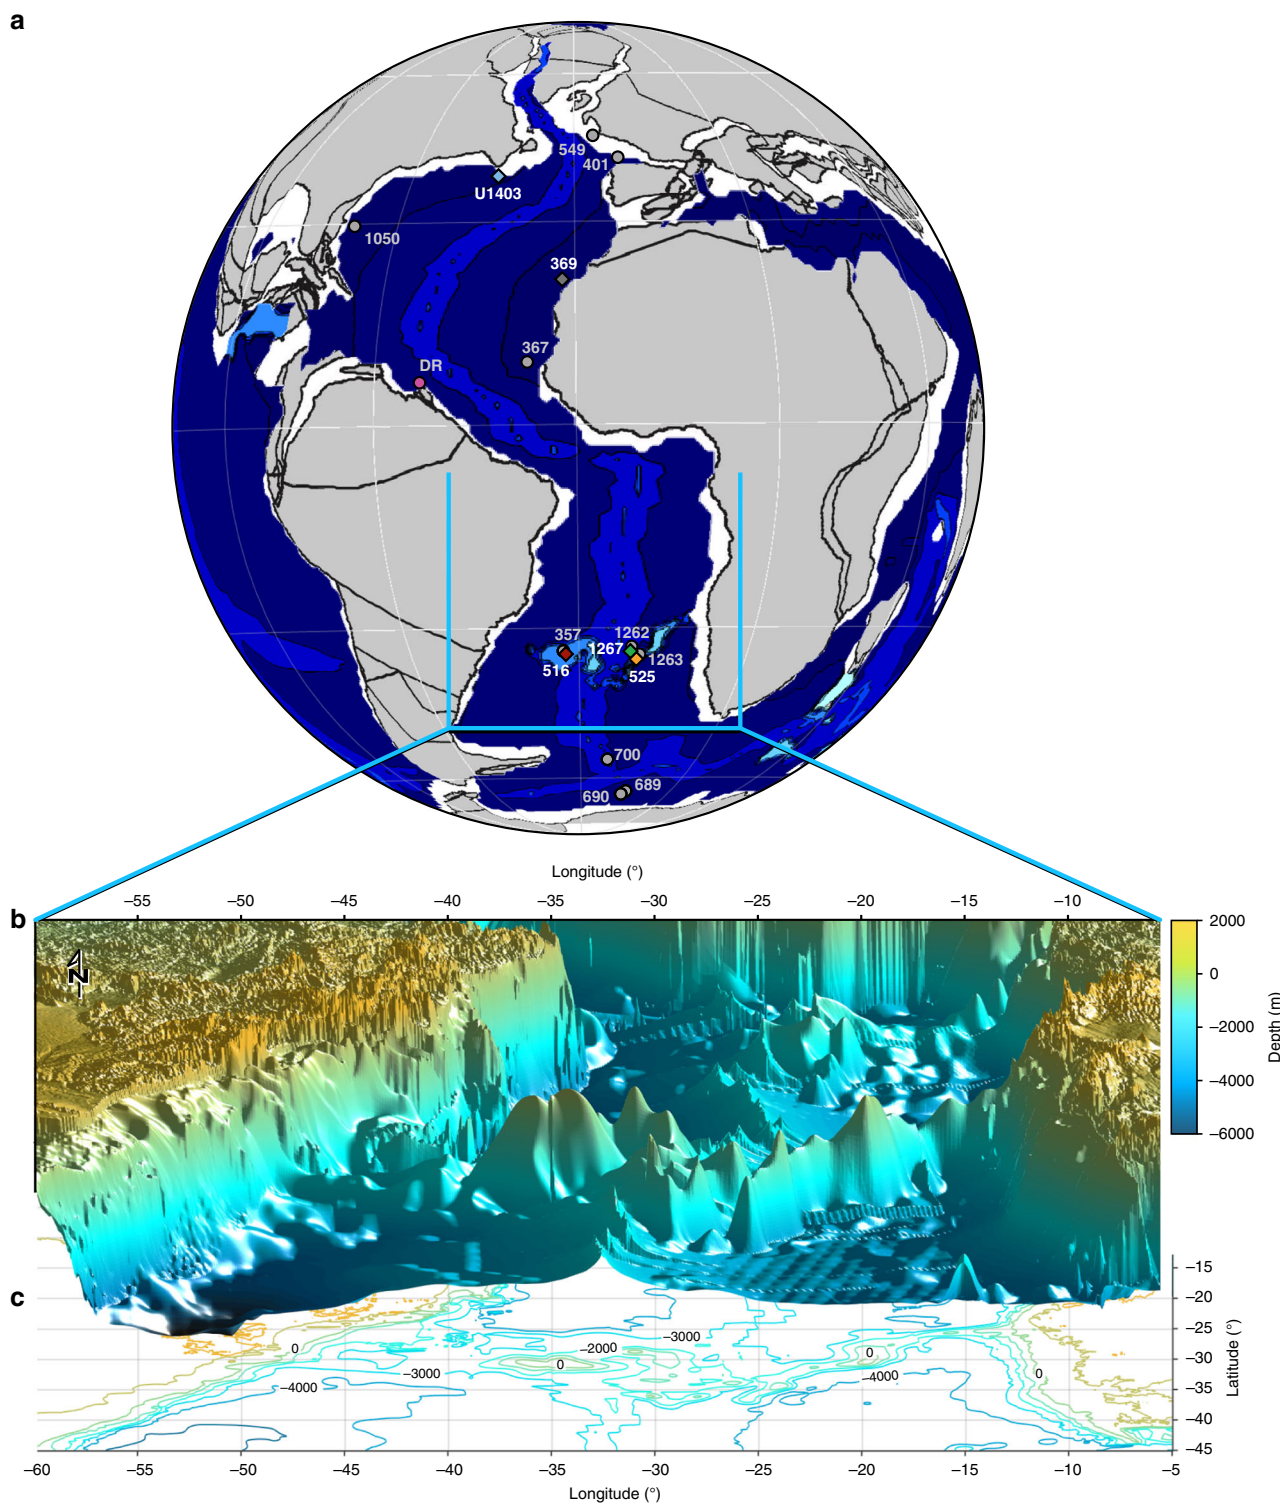 a
549
401
U1403
1050
369
367
DR
357
1262
1267
1263
516
525
700
689
690
Longitude (°)
b
–55 –50 –45 –40 –35 –30 –25 –20 –15 –10
N
2000
0
–2000
–4000
–6000
Depth (m)
c
–15
–20
–25
–30
–35
–40
–45
Latitude (°)
0
–3000
–2000
0
0
–4000
–3000
–4000
0
–60 –55 –50 –45 –40 –35 –30 –25 –20 –15 –10 –5
Longitude (°)